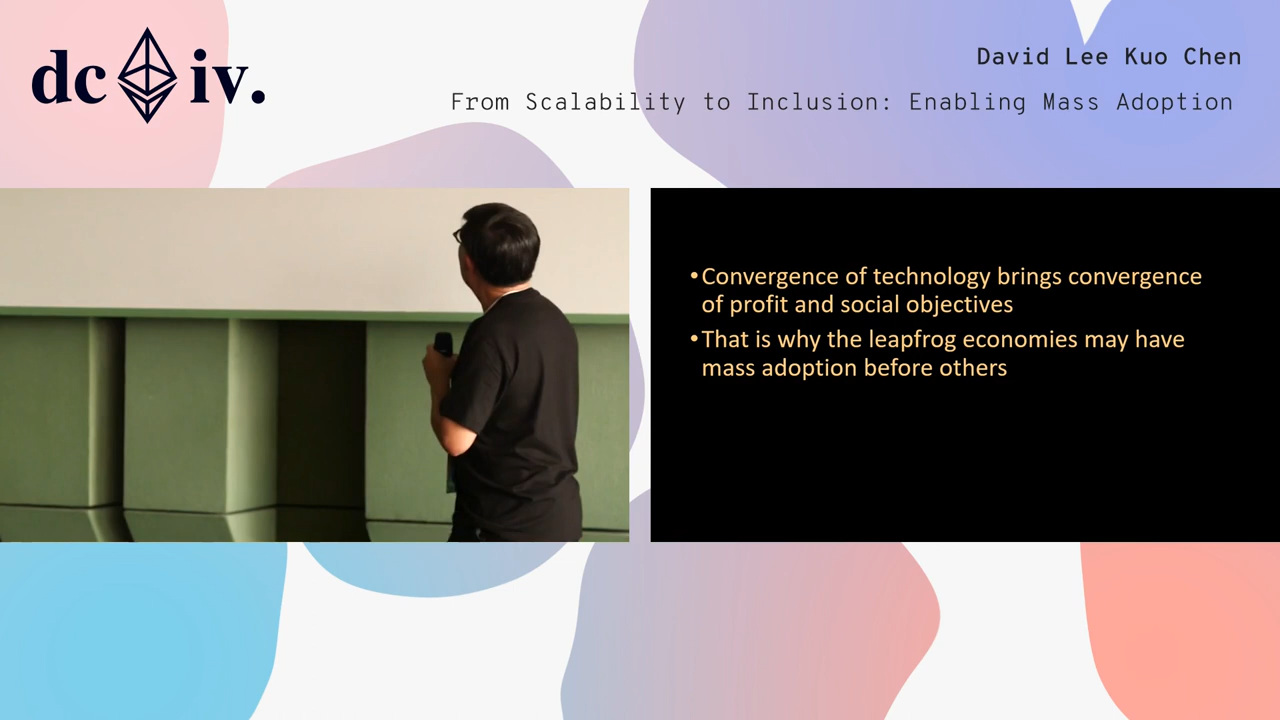 dc iv.
David Lee Kuo Chen
From Scalability to Inclusion: Enabling Mass Adoption
•Convergence of technology brings convergence
of profit and social objectives
•That is why the leapfrog economies may have
mass adoption before others